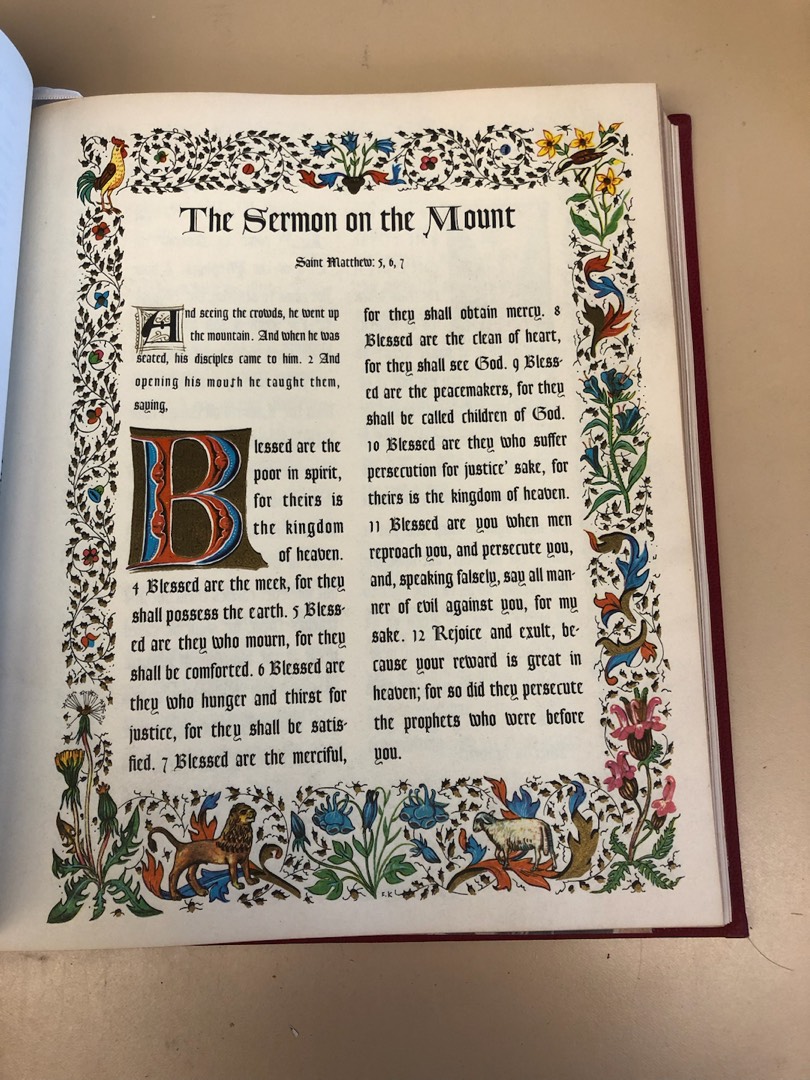 The Sermon on the Mount
Saint Matthew: 5, 6, 7
And seeing the crowds, he went up
the mountain. And when he was
seated, his disciples came to him. 2 And
opening his mouth he taught them,
saying,
Blessed are the
poor in spirit,
for theirs is
the kingdom
of heaven.
4 Blessed are the meek, for they
shall possess the earth. 5 Bless-
ed are they who mourn, for they
shall be comforted. 6 Blessed are
they who hunger and thirst for
justice, for they shall be satis-
fied. 7 Blessed are the merciful,
for they shall obtain mercy. 8
Blessed are the clean of heart,
for they shall see God. 9 Bless-
ed are the peacemakers, for they
shall be called children of God.
10 Blessed are they who suffer
persecution for justice' sake, for
theirs is the kingdom of heaven.
11 Blessed are you when men
reproach you, and persecute you,
and, speaking falsely, say all man-
ner of evil against you, for my
sake. 12 Rejoice and exult, be-
cause your reward is great in
heaven; for so did they persecute
the prophets who were before
you.
F.K.